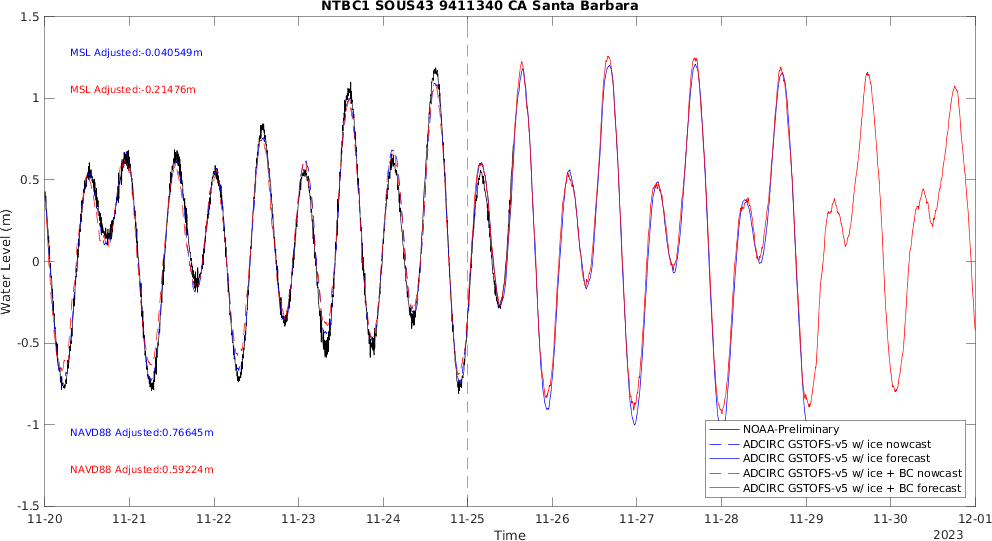 NTBC1 SOUS43 9411340 CA Santa Barbara
1.5
1
0.5
0
-0.5
-1
-1.5
Water Level (m)
MSL Adjusted:-0.040549m
MSL Adjusted:-0.21476m
NAVD88 Adjusted:0.76645m
NAVD88 Adjusted:0.59224m
NOAA-Preliminary
ADCIRC GSTOFS-v5 w/ ice nowcast
ADCIRC GSTOFS-v5 w/ ice forecast
ADCIRC GSTOFS-v5 w/ ice + BC nowcast
ADCIRC GSTOFS-v5 w/ ice + BC forecast
11-20 11-21 11-22 11-23 11-24 11-25 11-26 11-27 11-28 11-29 11-30 12-01
Time
2023